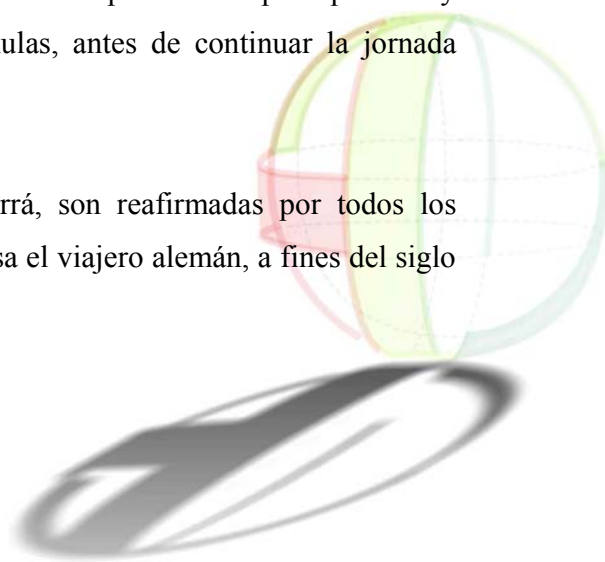 ulas, antes de continuar la jornada
rrá, son reafirmadas por todos los
sa el viajero alemán, a fines del siglo